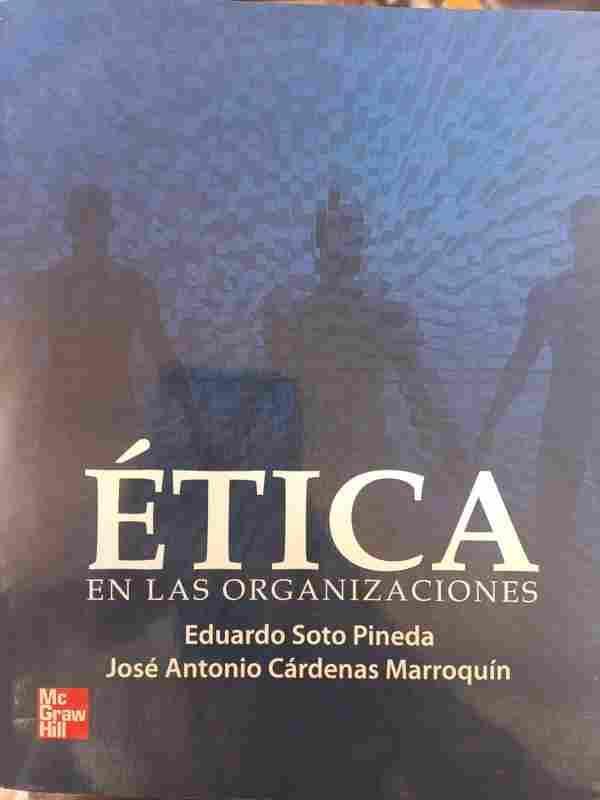 ÉTICA
EN LAS ORGANIZACIONES
Eduardo Soto Pineda
José Antonio Cárdenas Marroquín
Mc
Graw
Hill